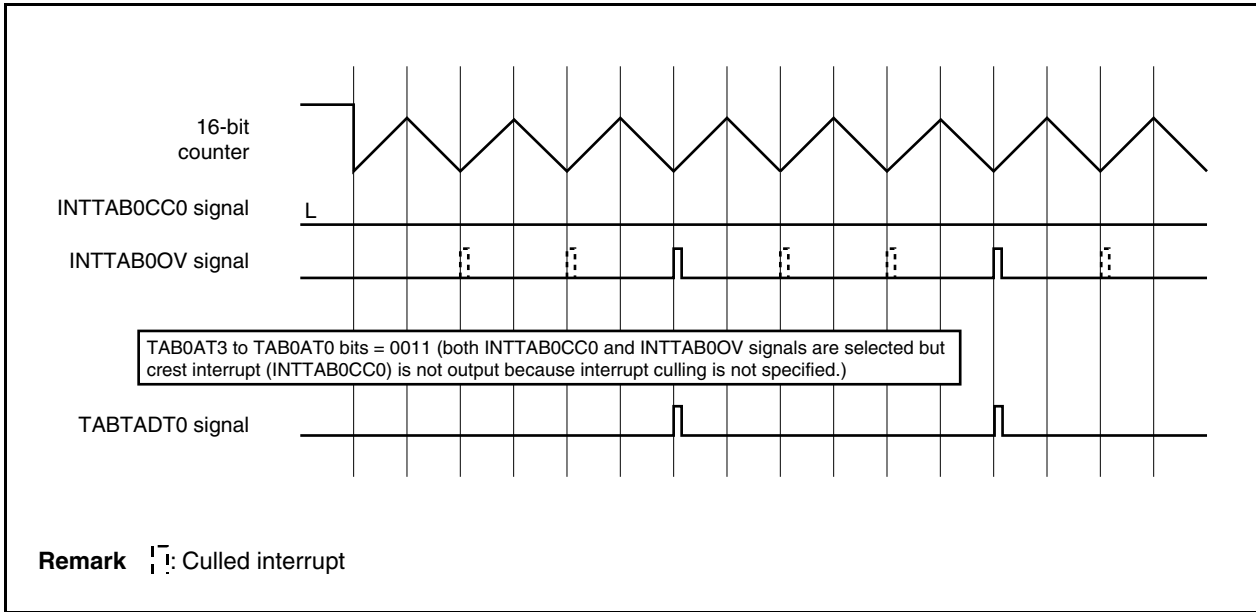 16-bit
counter
INTTAB0CC0 signal
L
INTTAB0OV signal
TAB0AT3 to TAB0AT0 bits = 0011 (both INTTAB0CC0 and INTTAB0OV signals are selected but
crest interrupt (INTTAB0CC0) is not output because interrupt culling is not specified.)
TABTADT0 signal
Remark : Culled interrupt